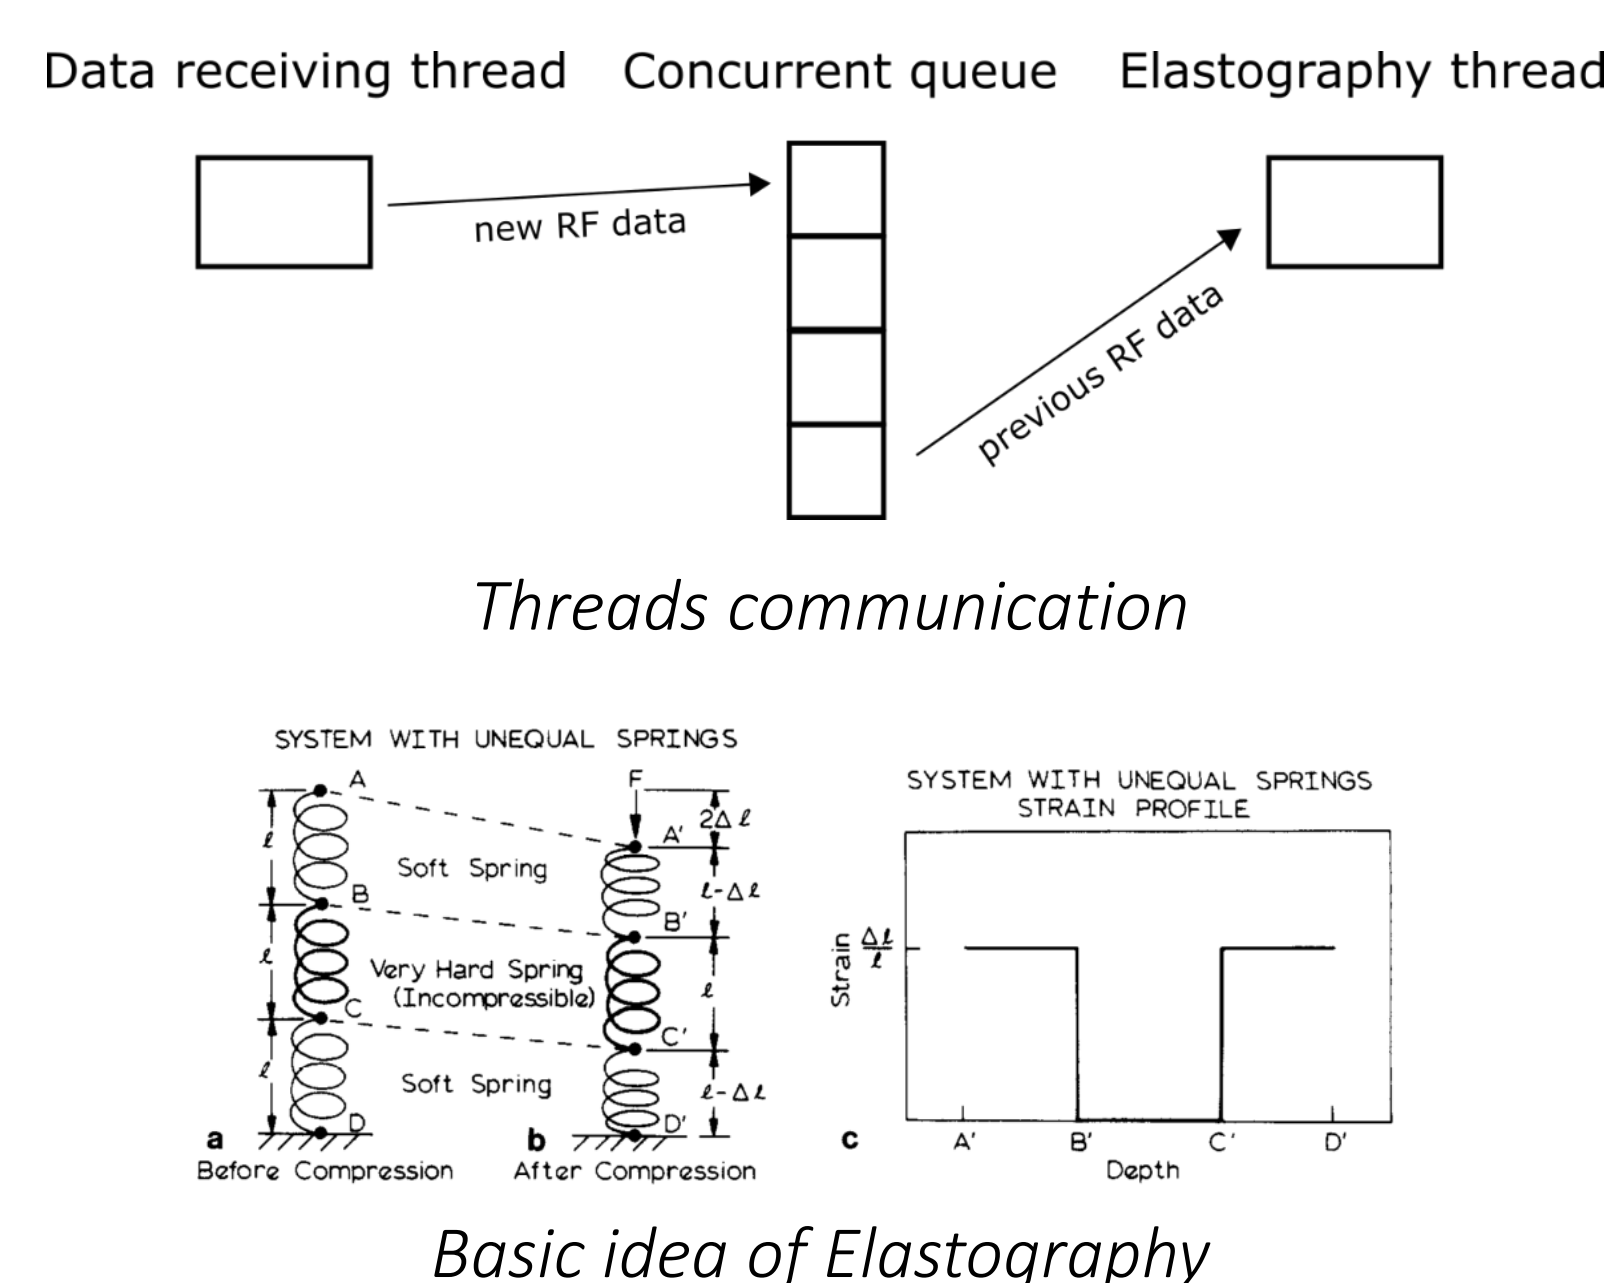 Data receiving thread
Concurrent queue
Elastography thread
new RF data
previous RF data
Threads communication
SYSTEM WITH UNEQUAL SPRINGS
A
F
2Δℓ
A'
ℓ
Soft Spring
ℓ-Δℓ
B
B'
ℓ
Very Hard Spring
(Incompressible)
ℓ
C
C'
ℓ
Soft Spring
ℓ-Δℓ
D
D'
a
b
Before Compression
After Compression
SYSTEM WITH UNEQUAL SPRINGS
STRAIN PROFILE
Strain
Δℓ
ℓ
c
A'
B'
C'
D'
Depth
Basic idea of Elastography